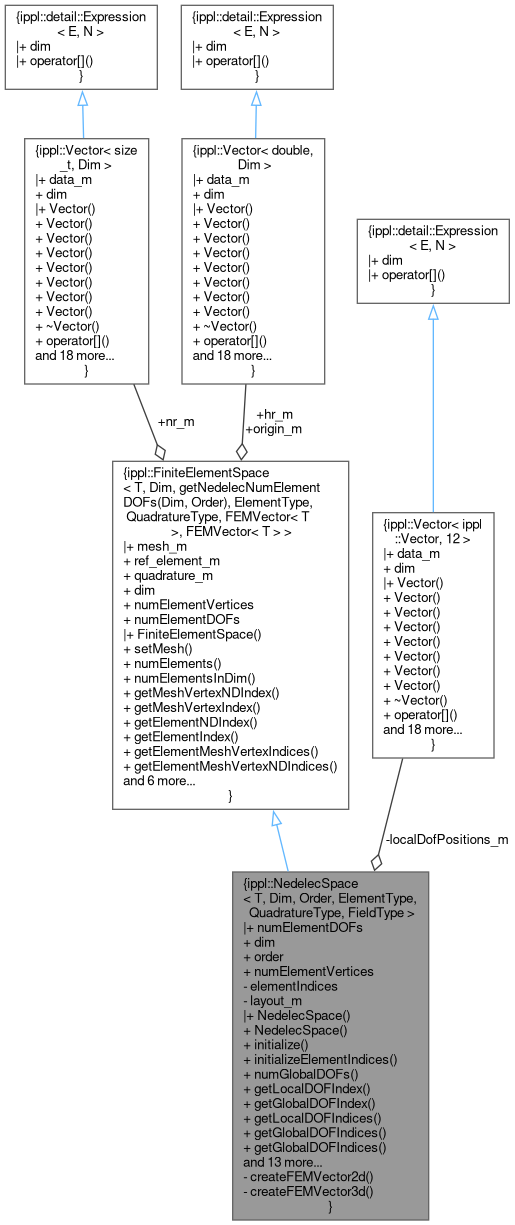 {ippl::detail::Expression
< E, N >
|+ dim
|+ operator[]()
}
{ippl::detail::Expression
< E, N >
|+ dim
|+ operator[]()
}
{ippl::Vector< size
_t, Dim >
|+ data_m
+ dim
|+ Vector()
+ Vector()
+ Vector()
+ Vector()
+ Vector()
+ Vector()
+ Vector()
+ Vector()
+ ~Vector()
+ operator[]()
and 18 more...
}
{ippl::Vector< double,
Dim >
|+ data_m
+ dim
|+ Vector()
+ Vector()
+ Vector()
+ Vector()
+ Vector()
+ Vector()
+ Vector()
+ Vector()
+ ~Vector()
+ operator[]()
and 18 more...
}
{ippl::detail::Expression
< E, N >
|+ dim
|+ operator[]()
}
+nr_m
+hr_m
+origin_m
{ippl::FiniteElementSpace
< T, Dim, getNedelecNumElement
DOFs(Dim, Order), ElementType,
QuadratureType, FEMVector< T
>, FEMVector< T > >
|+ mesh_m
+ ref_element_m
+ quadrature_m
+ dim
+ numElementVertices
+ numElementDOFs
|+ FiniteElementSpace()
+ setMesh()
+ numElements()
+ numElementsInDim()
+ getMeshVertexNDIndex()
+ getMeshVertexIndex()
+ getElementNDIndex()
+ getElementIndex()
+ getElementMeshVertexIndices()
+ getElementMeshVertexNDIndices()
and 6 more...
}
{ippl::Vector< ippl
::Vector, 12 >
|+ data_m
+ dim
|+ Vector()
+ Vector()
+ Vector()
+ Vector()
+ Vector()
+ Vector()
+ Vector()
+ Vector()
+ ~Vector()
+ operator[]()
and 18 more...
}
-localDofPositions_m
{ippl::NedelecSpace
< T, Dim, Order, ElementType,
QuadratureType, FieldType >
|+ numElementDOFs
+ dim
+ order
+ numElementVertices
- elementIndices
- layout_m
|+ NedelecSpace()
+ NedelecSpace()
+ initialize()
+ initializeElementIndices()
+ numGlobalDOFs()
+ getLocalDOFIndex()
+ getGlobalDOFIndex()
+ getLocalDOFIndices()
+ getGlobalDOFIndices()
+ getGlobalDOFIndices()
and 13 more...
- createFEMVector2d()
- createFEMVector3d()
}